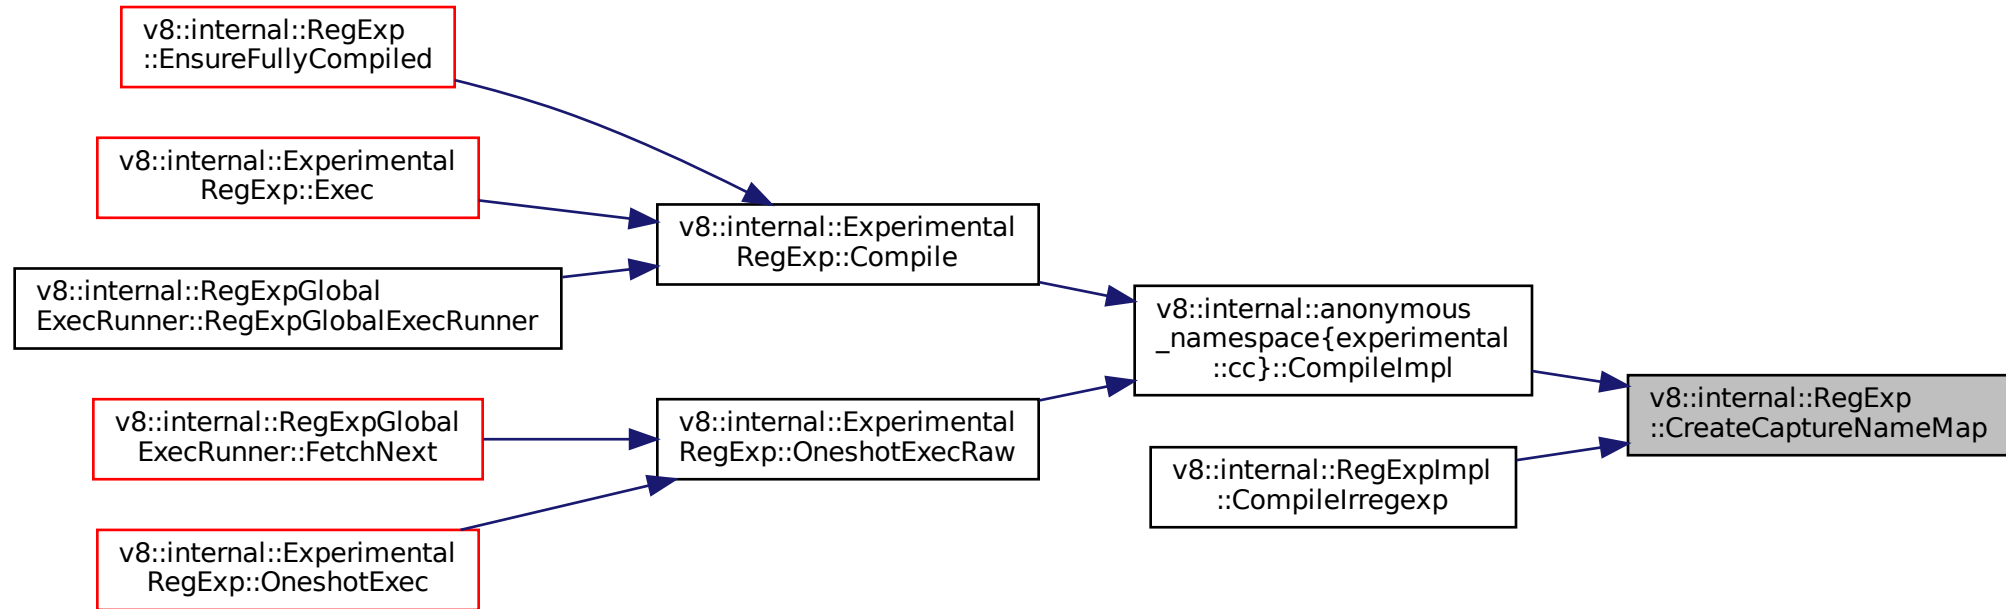 v8::internal::RegExp
::EnsureFullyCompiled
v8::internal::Experimental
RegExp::Exec
v8::internal::RegExpGlobal
ExecRunner::RegExpGlobalExecRunner
v8::internal::RegExpGlobal
ExecRunner::FetchNext
v8::internal::Experimental
RegExp::OneshotExec
v8::internal::Experimental
RegExp::Compile
v8::internal::Experimental
RegExp::OneshotExecRaw
v8::internal::anonymous
_namespace{experimental
::cc}::CompileImpl
v8::internal::RegExpImpl
::CompileIrregexp
v8::internal::RegExp
::CreateCaptureNameMap